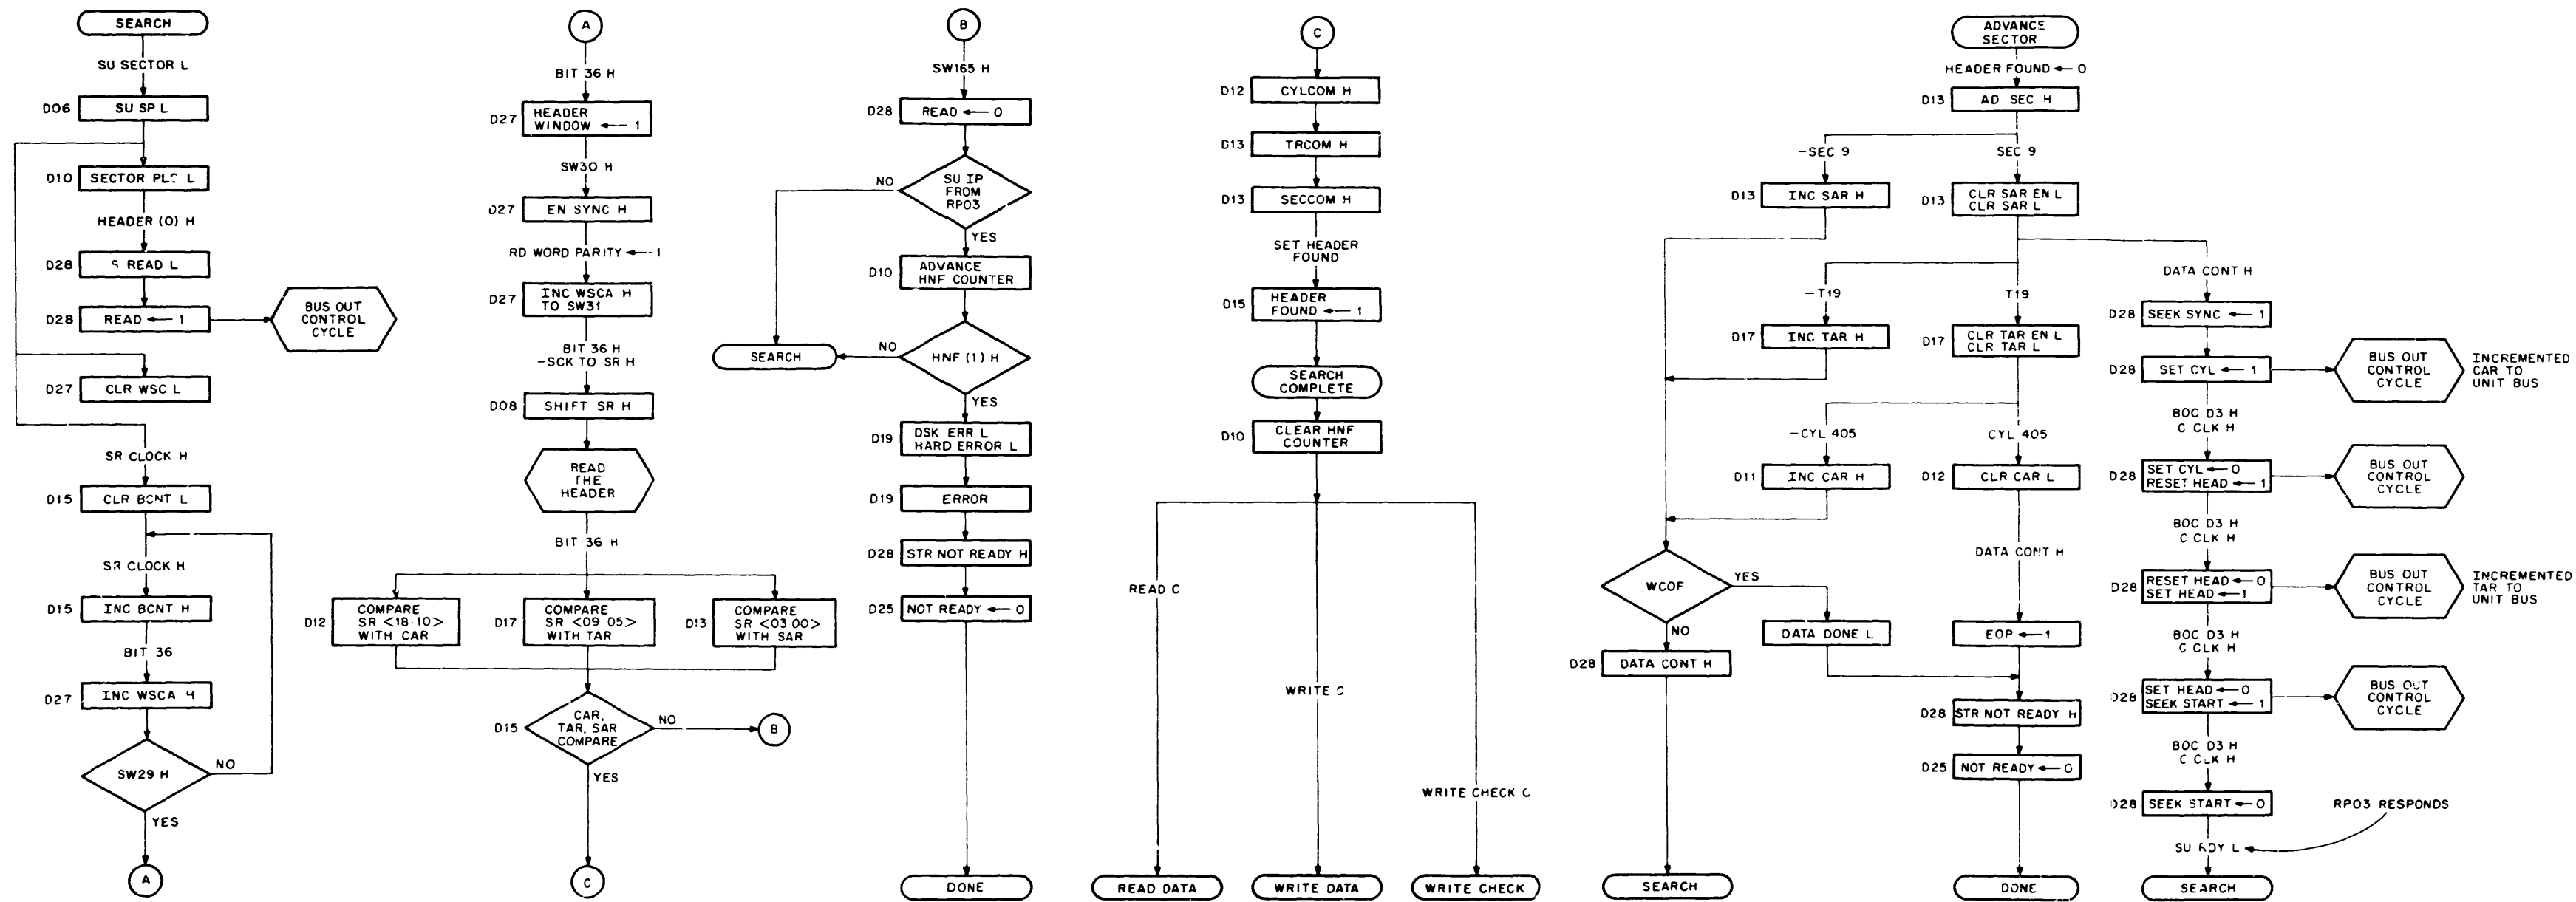 SEARCH
SU SECTOR L
D06
SU SP L
D10
SECTOR PLS L
HEADER (0) H
D28
S READ L
D28
READ ← 1
BUS OUT
CONTROL
CYCLE
D27
CLR WSC L
SR CLOCK H
D15
CLR BCNT L
SR CLOCK H
D15
INC BCNT H
BIT 36
D27
INC WSCA H
SW29 H
NO
YES
A
A
BIT 36 H
D27
HEADER
WINDOW ← 1
SW30 H
D27
EN SYNC H
RD WORD PARITY ← 1
D27
INC WSCA H
TO SW31
BIT 36 H
-SCK TO SR H
D08
SHIFT SR H
READ
THE
HEADER
BIT 36 H
D12
COMPARE
SR <18:10>
WITH CAR
D17
COMPARE
SR <09 05>
WITH TAR
D13
COMPARE
SR <03 00>
WITH SAR
D15
CAR,
TAR, SAR
COMPARE
NO
B
YES
C
B
SW165 H
D28
READ ← 0
SU IP
FROM
RP03
NO
YES
D10
ADVANCE
HNF COUNTER
SEARCH
NO
HNF (1) H
YES
D19
DSK ERR L
HARD ERROR L
D19
ERROR
D28
STR NOT READY H
D25
NOT READY ← 0
DONE
C
D12
CYLCOM H
D13
TRCOM H
D13
SECCOM H
SET HEADER
FOUND
D15
HEADER
FOUND ← 1
SEARCH
COMPLETE
D10
CLEAR HNF
COUNTER
READ C
WRITE C
WRITE CHECK C
READ DATA
WRITE DATA
WRITE CHECK
ADVANCE
SECTOR
HEADER FOUND ← 0
D13
AD SEC H
-SEC 9
SEC 9
D13
INC SAR H
D13
CLR SAR EN L
CLR SAR L
-T19
T19
D17
INC TAR H
D17
CLR TAR EN L
CLR TAR L
-CYL 405
CYL 405
D11
INC CAR H
D12
CLR CAR L
DATA CONT H
WCOF
YES
NO
DATA DONE L
EOP ← 1
D28
DATA CONT H
D28
STR NOT READY H
D25
NOT READY ← 0
SEARCH
DONE
DATA CONT H
D28
SEEK SYNC ← 1
D28
SET CYL ← 1
BUS OUT
CONTROL
CYCLE
INCREMENTED
CAR TO
UNIT BUS
BOC D3 H
C CLK H
D28
SET CYL ← 0
RESET HEAD ← 1
BUS OUT
CONTROL
CYCLE
BOC D3 H
C CLK H
D28
RESET HEAD ← 0
SET HEAD ← 1
BUS OUT
CONTROL
CYCLE
INCREMENTED
TAR TO
UNIT BUS
BOC D3 H
C CLK H
D28
SET HEAD ← 0
SEEK START ← 1
BUS OUT
CONTROL
CYCLE
BOC D3 H
C CLK H
D28
SEEK START ← 0
RP03 RESPONDS
SU RDY L
SEARCH